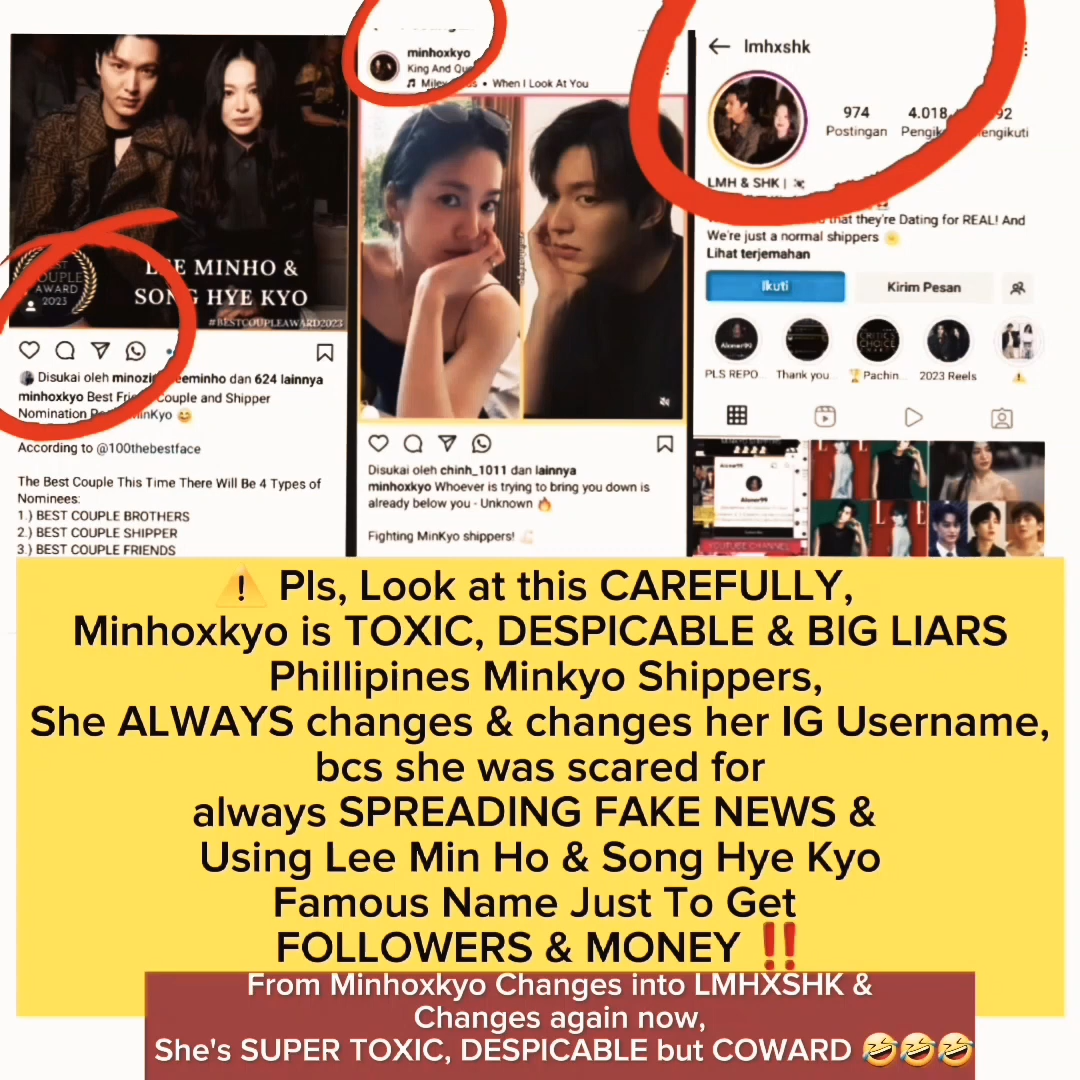 LEE MINHO &
SONG HYE KYO
#BESTCOUPLEAWARD2023
COUPLE
AWARD
2023
Disukai oleh dan 624 lainnya
minhoxkyo Best Couple and Shipper
Nomination
According to @100thebestface
The Best Couple This Time There Will Be 4 Types of
Nominees:
1.) BEST COUPLE BROTHERS
2.) BEST COUPLE SHIPPER
3.) BEST COUPLE FRIENDS
minhoxkyo
King And
• When I Look At You
Disukai oleh chinh_1011 dan lainnya
minhoxkyo Whoever is trying to bring you down is
already below you - Unknown 🔥
Fighting MinKyo shippers! 💪🏻
lmhxshk
974 4.018
Postingan
LMH & SHK |
that they're Dating for REAL! And
We're just a normal shippers
Lihat terjemahan
Ikuti Kirim Pesan
PLS REPO... Thank you... 🏆Pachin... 2023 Reels ⚠️
CRITICS
CHOICE
Aloner99
YOUTUBE CHANNEL
⚠️ Pls, Look at this CAREFULLY,
Minhoxkyo is TOXIC, DESPICABLE & BIG LIARS
Phillipines Minkyo Shippers,
She ALWAYS changes & changes her IG Username,
bcs she was scared for
always SPREADING FAKE NEWS &
Using Lee Min Ho & Song Hye Kyo
Famous Name Just To Get
FOLLOWERS & MONEY ‼️
From Minhoxkyo Changes into LMHXSHK &
Changes again now,
She's SUPER TOXIC, DESPICABLE but COWARD 🤣🤣🤣